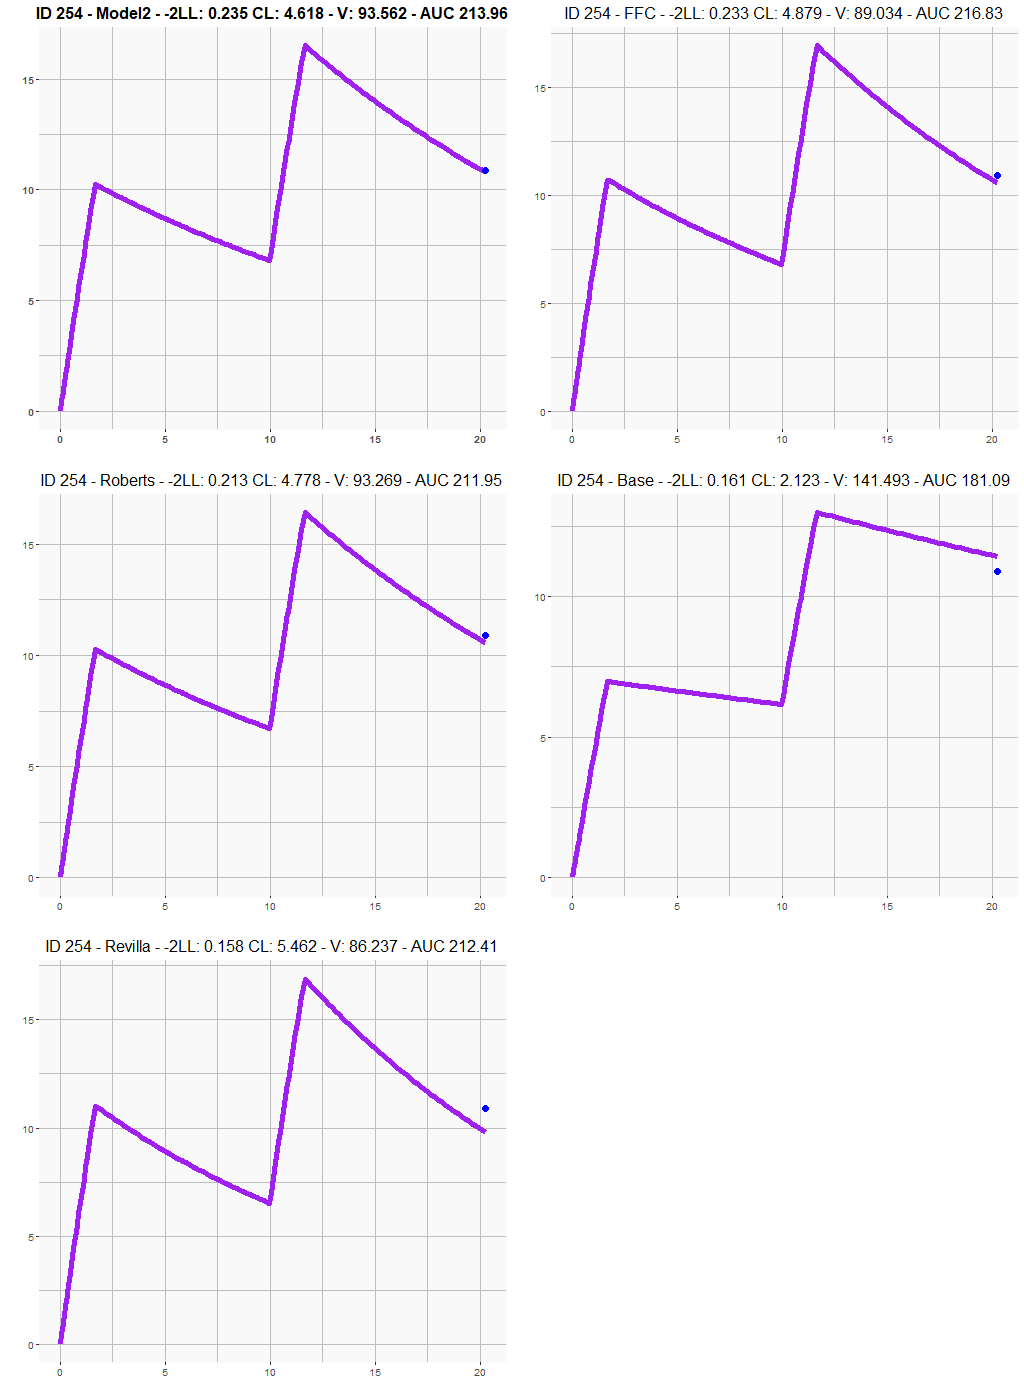 ID 254 - Model2 - -2LL: 0.235 CL: 4.618 - V: 93.562 - AUC 213.96
15
10
5
0
0 5 10 15 20
ID 254 - FFC - -2LL: 0.233 CL: 4.879 - V: 89.034 - AUC 216.83
15
10
5
0
0 5 10 15 20
ID 254 - Roberts - -2LL: 0.213 CL: 4.778 - V: 93.269 - AUC 211.95
15
10
5
0
0 5 10 15 20
ID 254 - Base - -2LL: 0.161 CL: 2.123 - V: 141.493 - AUC 181.09
10
5
0
0 5 10 15 20
ID 254 - Revilla - -2LL: 0.158 CL: 5.462 - V: 86.237 - AUC 212.41
15
10
5
0
0 5 10 15 20